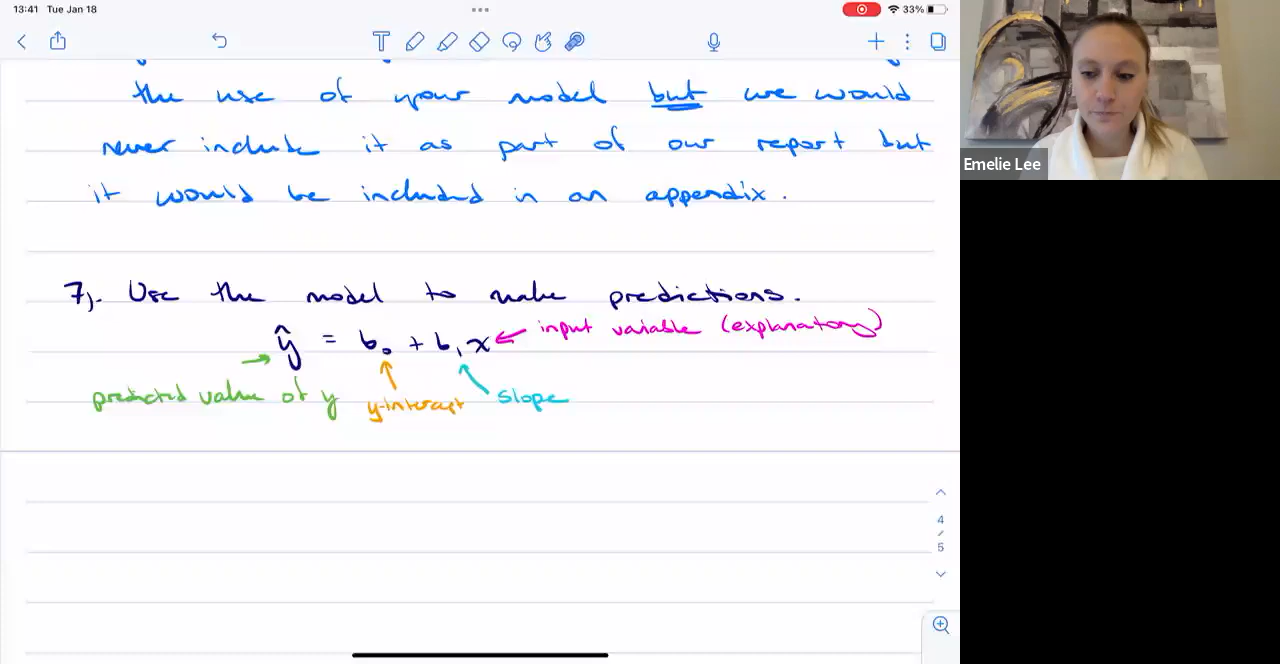 13:41 Tue Jan 18
33%
the use of your model but we would
never include it as part of our report but
it would be included in an appendix.
7). Use the model to make predictions.
ŷ = b₀ + b₁x ← input variable (explanatory)
predicted value of y
y-intercept
slope
4
/
5
Emelie Lee